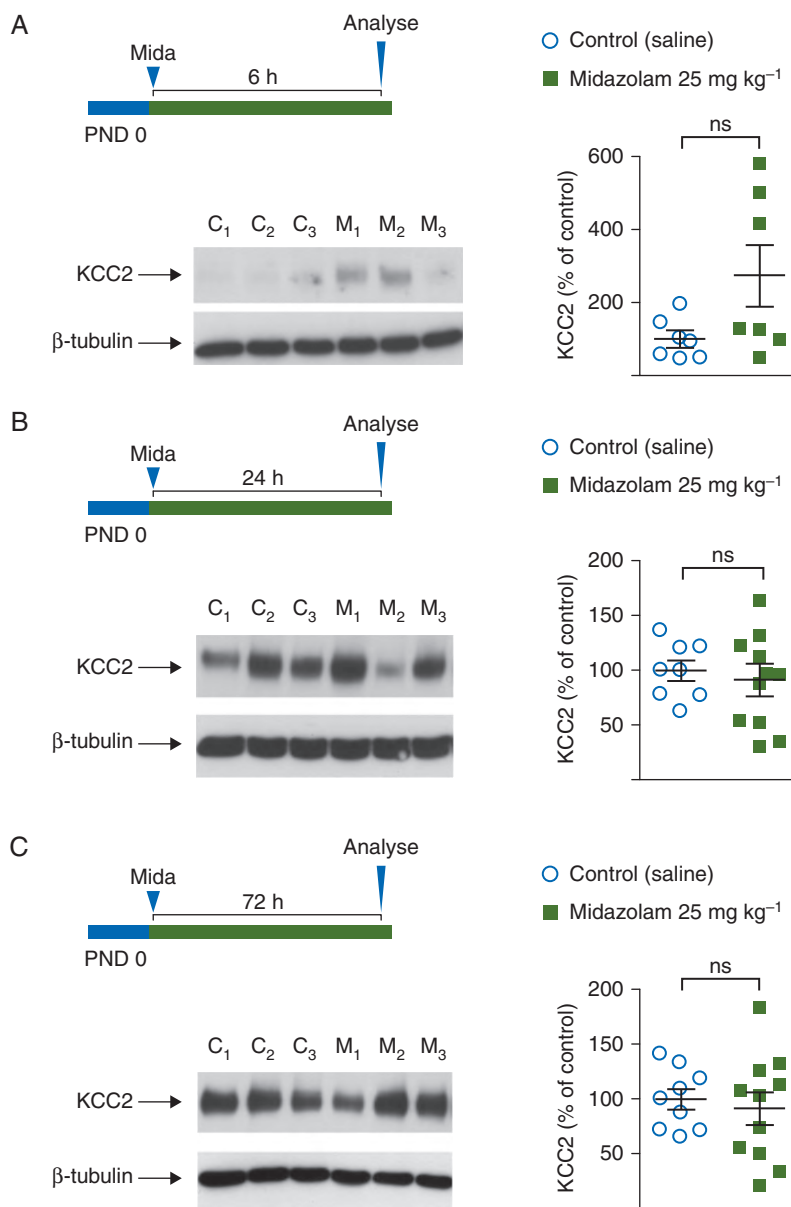 A
Mida
Analyse
6 h
PND 0
C1 C2 C3 M1 M2 M3
KCC2
β-tubulin
Control (saline)
Midazolam 25 mg kg–1
ns
KCC2 (% of control)
600
400
200
B
Mida
Analyse
24 h
PND 0
C1 C2 C3 M1 M2 M3
KCC2
β-tubulin
Control (saline)
Midazolam 25 mg kg–1
ns
KCC2 (% of control)
200
150
100
50
C
Mida
Analyse
72 h
PND 0
C1 C2 C3 M1 M2 M3
KCC2
β-tubulin
Control (saline)
Midazolam 25 mg kg–1
ns
KCC2 (% of control)
200
150
100
50